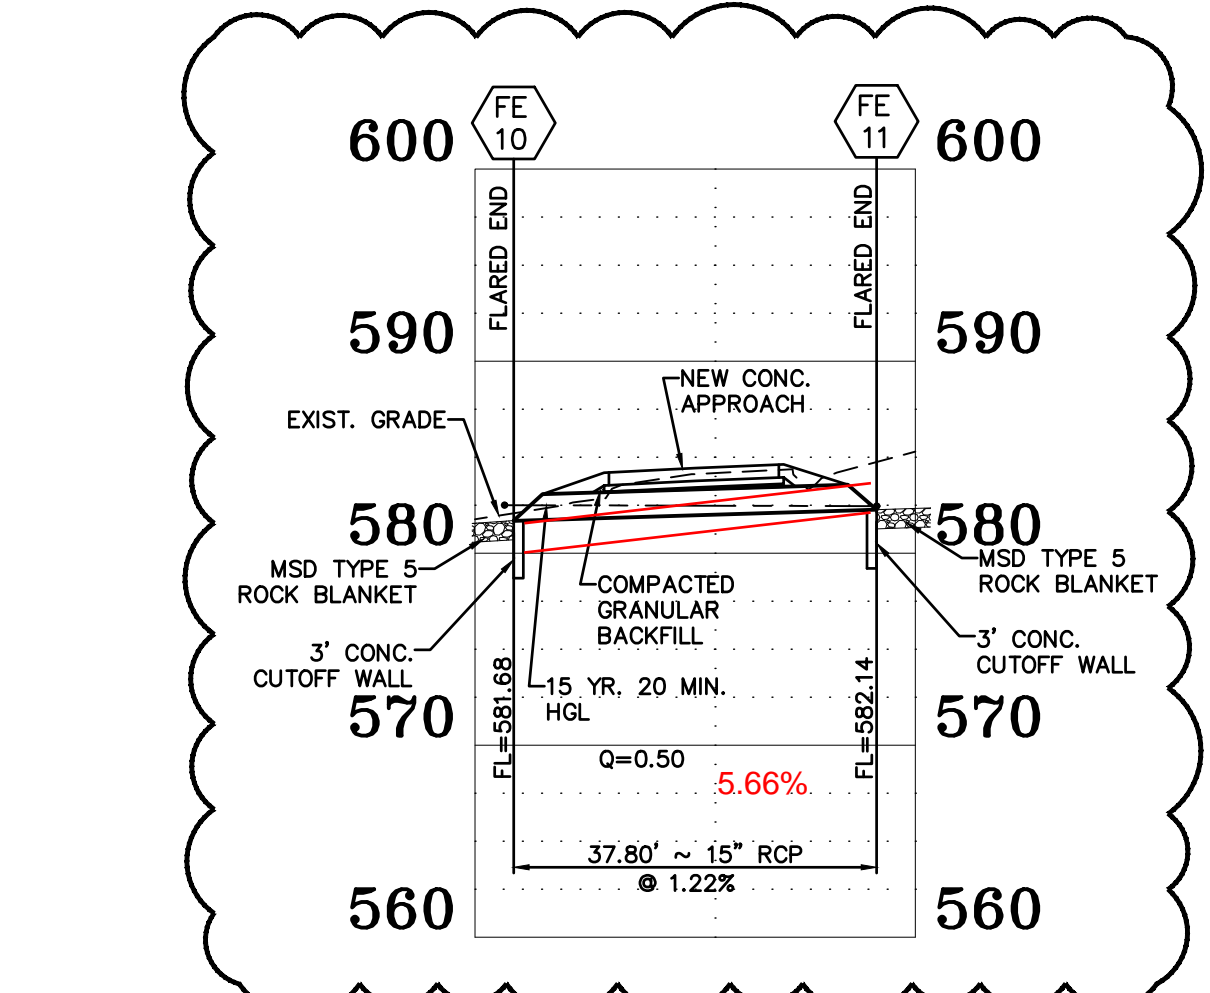 FE
10
FE
11
600
600
FLARED END
FLARED END
590
590
NEW CONC.
APPROACH
EXIST. GRADE
580
580
MSD TYPE 5
ROCK BLANKET
MSD TYPE 5
ROCK BLANKET
COMPACTED
GRANULAR
BACKFILL
3' CONC.
CUTOFF WALL
3' CONC.
CUTOFF WALL
15 YR. 20 MIN.
HGL
570
570
FL=581.68
FL=582.14
Q=0.50
5.66%
37.80' ~ 15" RCP
@ 1.22%
560
560